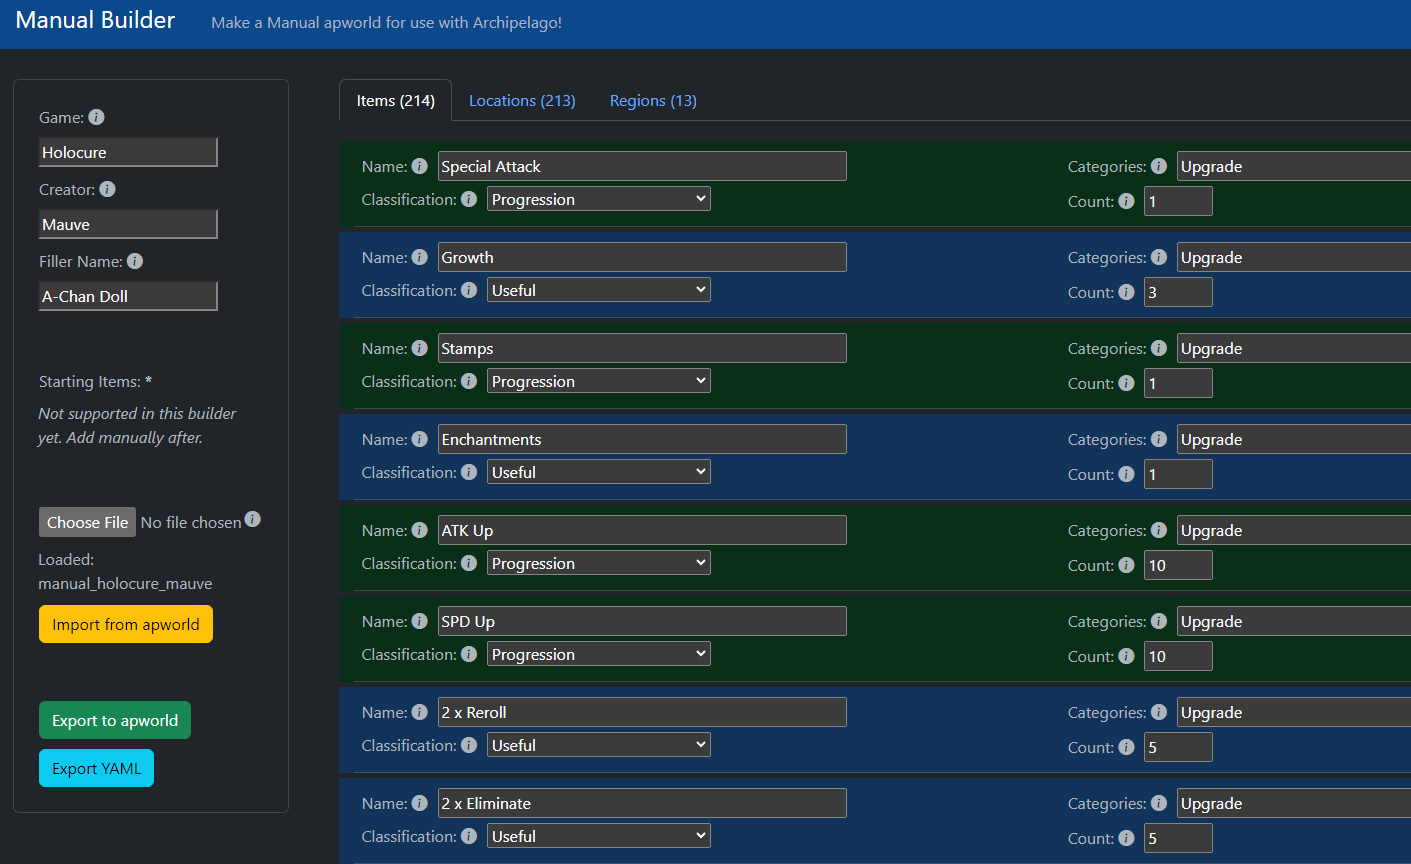 Manual Builder Make a Manual apworld for use with Archipelago!
Game:
Holocure
Creator:
Mauve
Filler Name:
A-Chan Doll
Starting Items: *
Not supported in this builder
yet. Add manually after.
Choose File No file chosen
Loaded:
manual_holocure_mauve
Import from apworld
Export to apworld
Export YAML
Items (214) Locations (213) Regions (13)
Name: Special Attack Categories: Upgrade
Classification: Progression Count: 1
Name: Growth Categories: Upgrade
Classification: Useful Count: 3
Name: Stamps Categories: Upgrade
Classification: Progression Count: 1
Name: Enchantments Categories: Upgrade
Classification: Useful Count: 1
Name: ATK Up Categories: Upgrade
Classification: Progression Count: 10
Name: SPD Up Categories: Upgrade
Classification: Progression Count: 10
Name: 2 x Reroll Categories: Upgrade
Classification: Useful Count: 5
Name: 2 x Eliminate Categories: Upgrade
Classification: Useful Count: 5